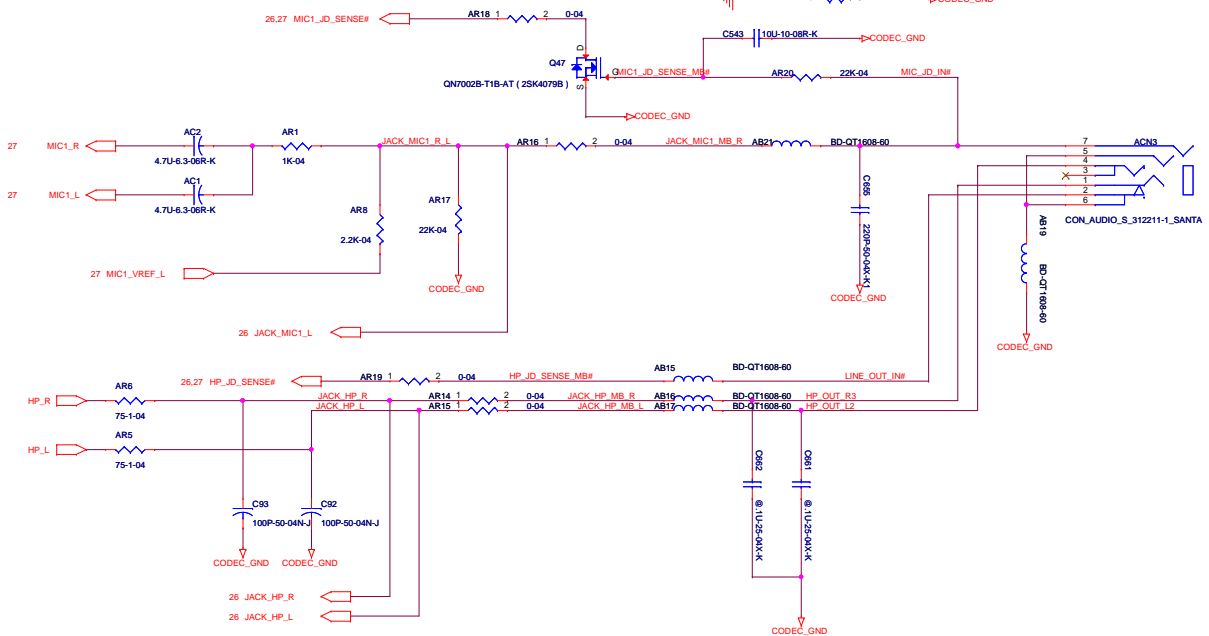 CODEC_GND
26,27 MIC1_JD_SENSE#
AR18 1 2 0-04
C543 10U-10-08R-K
CODEC_GND
D
Q47
G
MIC1_JD_SENSE_MB#
AR20 22K-04
MIC_JD_IN#
S
QN7002B-T1B-AT ( 2SK4079B )
CODEC_GND
27 MIC1_R
AC2
4.7U-6.3-06R-K
AR1
1K-04
JACK_MIC1_R_L
AR16 1 2 0-04
JACK_MIC1_MB_R
AB21
BD-QT1608-60
27 MIC1_L
AC1
4.7U-6.3-06R-K
AR8
2.2K-04
AR17
22K-04
CODEC_GND
27 MIC1_VREF_L
C655
220P-50-04X-K1
CODEC_GND
7
5
4
3
1
2
6
ACN3
CON_AUDIO_S_312211-1_SANTA
AB19
BD-QT1608-60
CODEC_GND
26 JACK_MIC1_L
26,27 HP_JD_SENSE#
AR19 1 2 0-04
HP_JD_SENSE_MB#
AB15
BD-QT1608-60
LINE_OUT_IN#
HP_R
AR6
75-1-04
JACK_HP_R
AR14 1 2 0-04
JACK_HP_MB_R
AB16
BD-QT1608-60
HP_OUT_R3
JACK_HP_L
AR15 1 2 0-04
JACK_HP_MB_L
AB17
BD-QT1608-60
HP_OUT_L2
HP_L
AR5
75-1-04
C93
100P-50-04N-J
CODEC_GND
C92
100P-50-04N-J
CODEC_GND
C662
@.1U-25-04X-K
C661
@.1U-25-04X-K
CODEC_GND
26 JACK_HP_R
26 JACK_HP_L